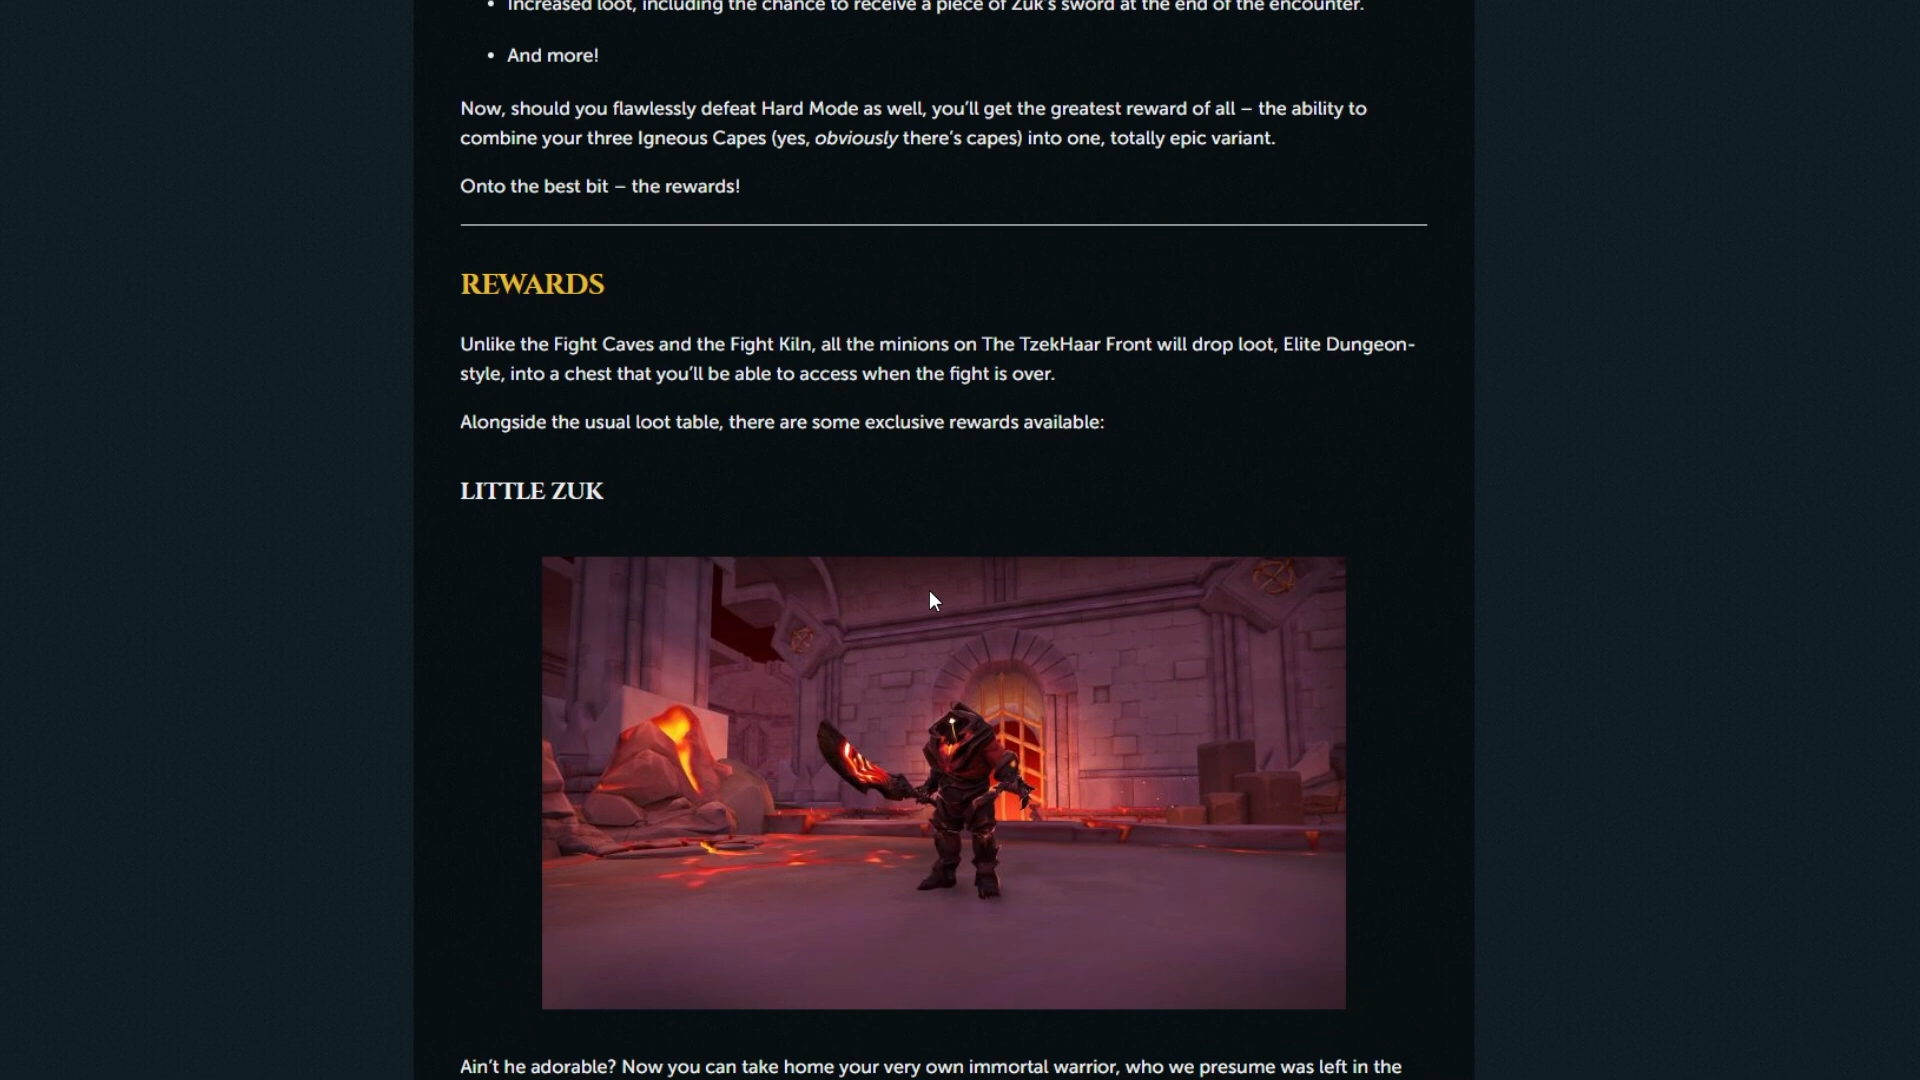 • Increased loot, including the chance to receive a piece of Zuk's sword at the end of the encounter.
• And more!
Now, should you flawlessly defeat Hard Mode as well, you'll get the greatest reward of all – the ability to
combine your three Igneous Capes (yes, obviously there's capes) into one, totally epic variant.
Onto the best bit – the rewards!
REWARDS
Unlike the Fight Caves and the Fight Kiln, all the minions on The TzekHaar Front will drop loot, Elite Dungeon-
style, into a chest that you'll be able to access when the fight is over.
Alongside the usual loot table, there are some exclusive rewards available:
LITTLE ZUK
Ain't he adorable? Now you can take home your very own immortal warrior, who we presume was left in the